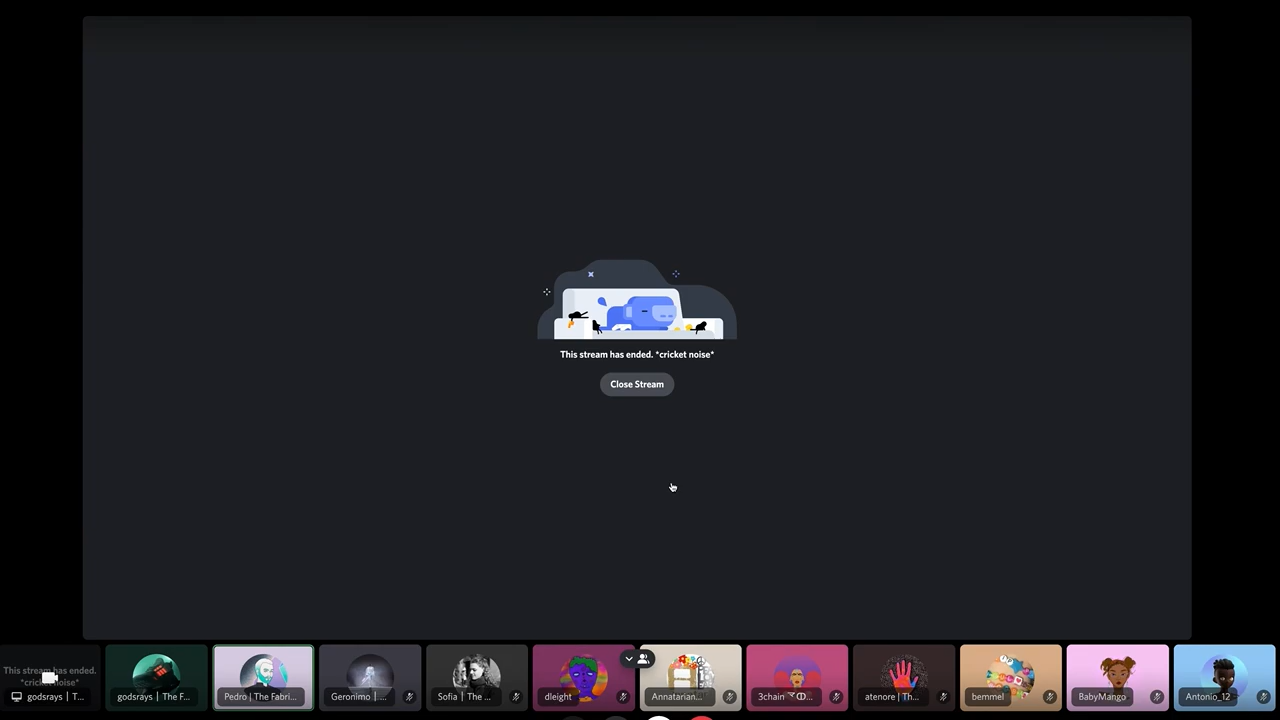 This stream has ended. *cricket noise*
Close Stream
This stream has ended.
*cricket noise*
godsrays | T...
godsrays | The F...
Pedro | The Fabri...
Geronimo | ...
Sofia | The ...
dleight
Annatarian...
3chain
atenore | Th...
bemmel
BabyMango
Antonio_12